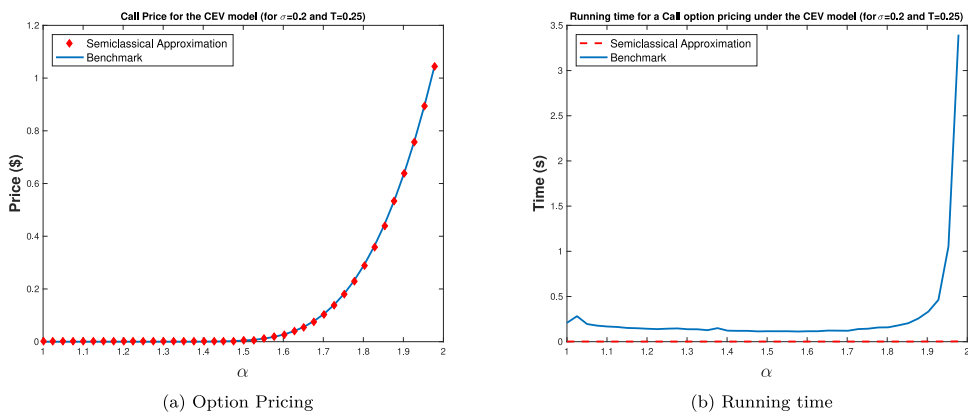 Call Price for the CEV model (for σ=0.2 and T=0.25)
Semiclassical Approximation
Benchmark
Price ($)
1.2
1
0.8
0.6
0.4
0.2
0
1 1.1 1.2 1.3 1.4 1.5 1.6 1.7 1.8 1.9 2
α
(a) Option Pricing
Running time for a Call option pricing under the CEV model (for σ=0.2 and T=0.25)
Semiclassical Approximation
Benchmark
Time (s)
3.5
3
2.5
2
1.5
1
0.5
0
1 1.1 1.2 1.3 1.4 1.5 1.6 1.7 1.8 1.9 2
α
(b) Running time